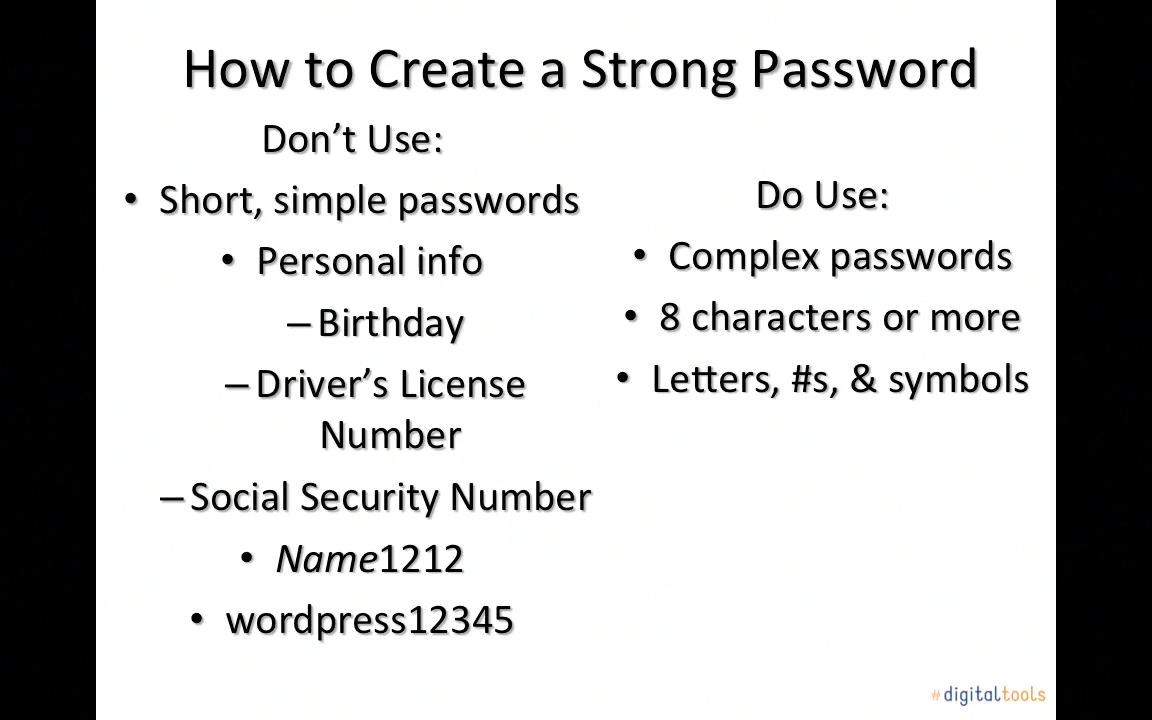 How to Create a Strong Password
Don’t Use:
• Short, simple passwords
• Personal info
– Birthday
– Driver’s License
Number
– Social Security Number
• Name1212
• wordpress12345
Do Use:
• Complex passwords
• 8 characters or more
• Letters, #s, & symbols
#digitaltools